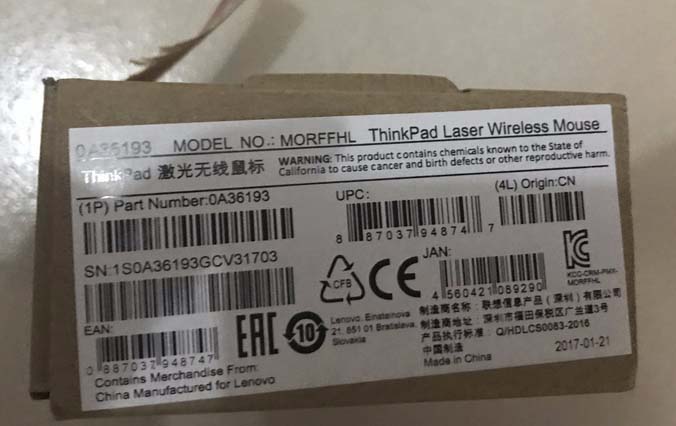 0A36193 MODEL NO.: MORFFHL ThinkPad Laser Wireless Mouse
ThinkPad 激光无线鼠标
WARNING: This product contains chemicals known to the State of
California to cause cancer and birth defects or other reproductive harm.
(1P) Part Number:0A36193
UPC:
(4L) Origin:CN
8 87037 94874 7
SN:1S0A36193GCV31703
CFB
CE
JAN:
4 560421 089290
KCC-CRM-PMX-
MORFFHL
EAN:
0 887037 948747
EAC
10
Lenovo, Einsteinova
21, 851 01 Bratislava,
Slovakia
制造商名称：联想信息产品（深圳）有限公司
制造商地址：深圳市福田保税区广兰道3号
产品执行标准：Q/HDLCS0083-2016
中国制造
Made in China
2017-01-21
Contains Merchandise From:
China Manufactured for Lenovo